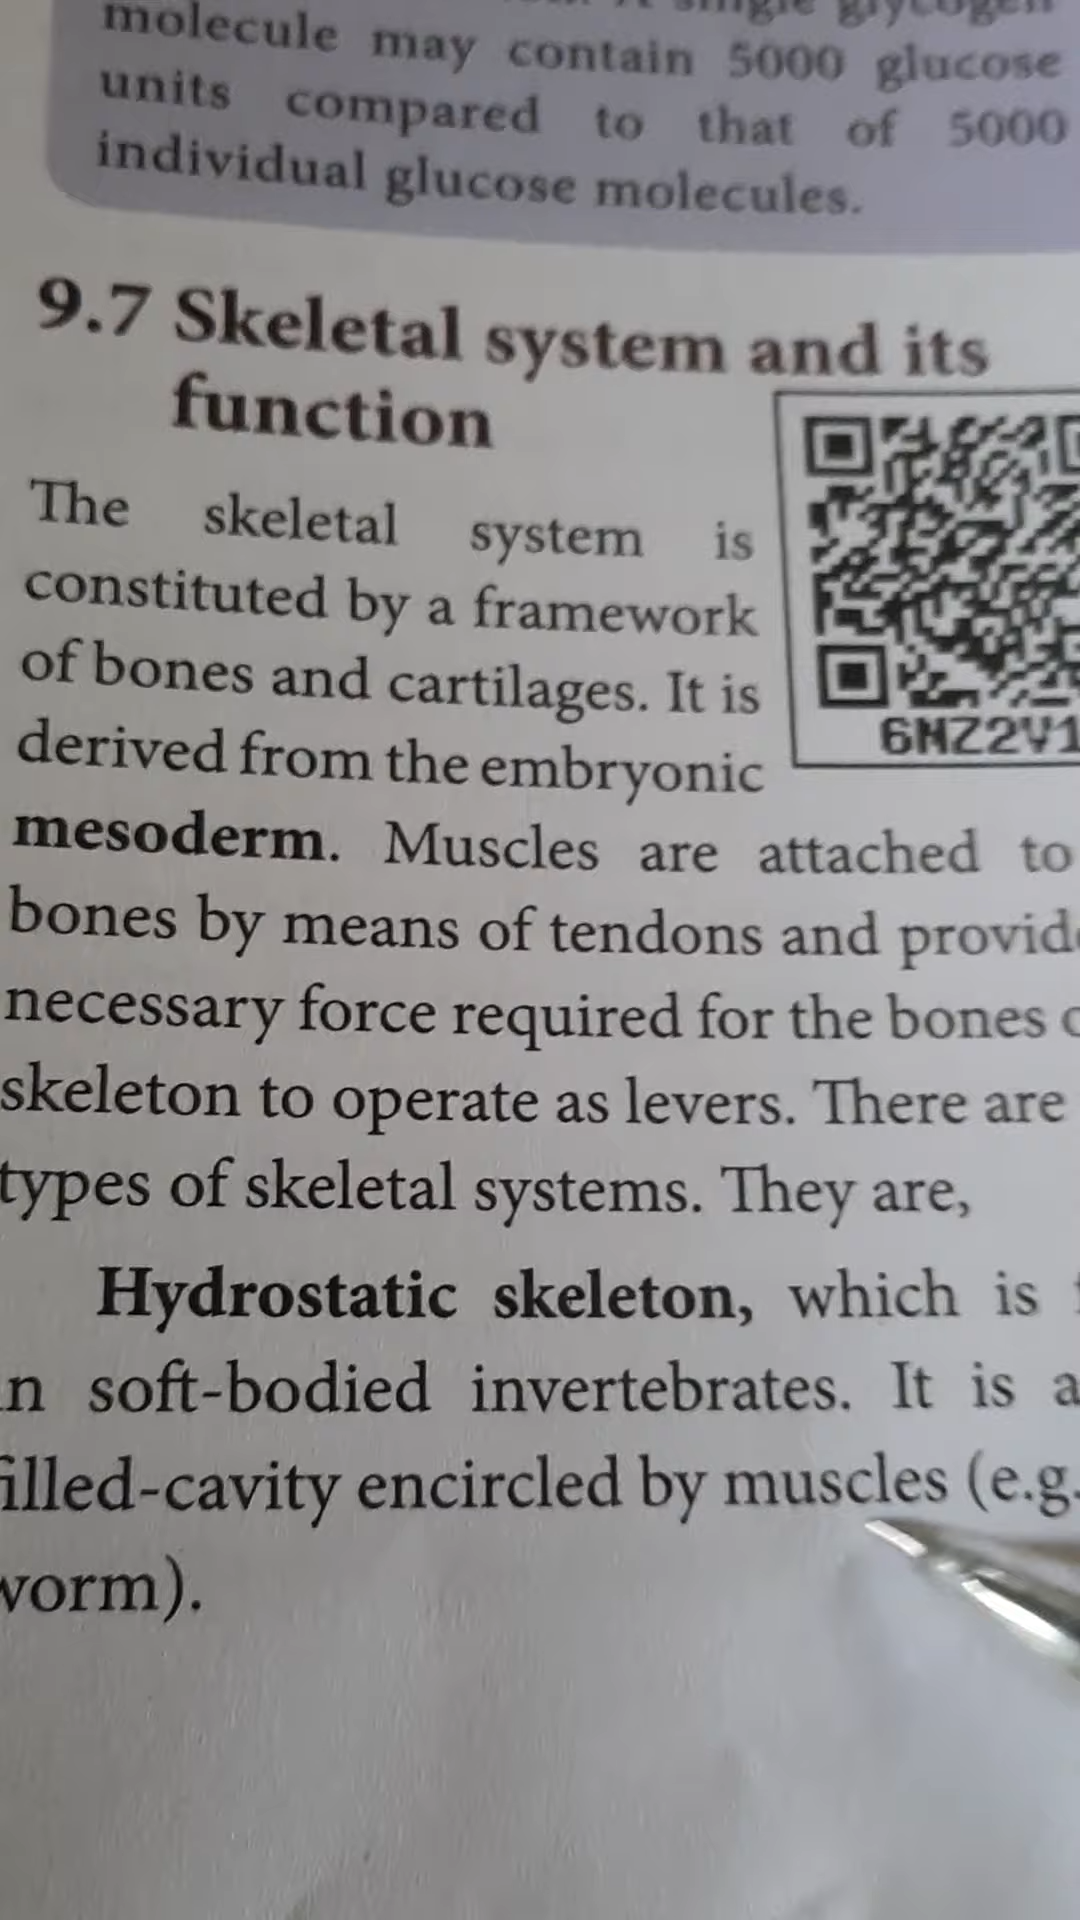 molecule may contain 5000 glucose
units compared to that of 5000
individual glucose molecules.
9.7 Skeletal system and its
function
The skeletal system is
constituted by a framework
of bones and cartilages. It is
derived from the embryonic
6MZ2V1
mesoderm. Muscles are attached to
bones by means of tendons and provid
necessary force required for the bones
skeleton to operate as levers. There are
types of skeletal systems. They are,
Hydrostatic skeleton, which is
n soft-bodied invertebrates. It is a
illed-cavity encircled by muscles (e.g.
worm).